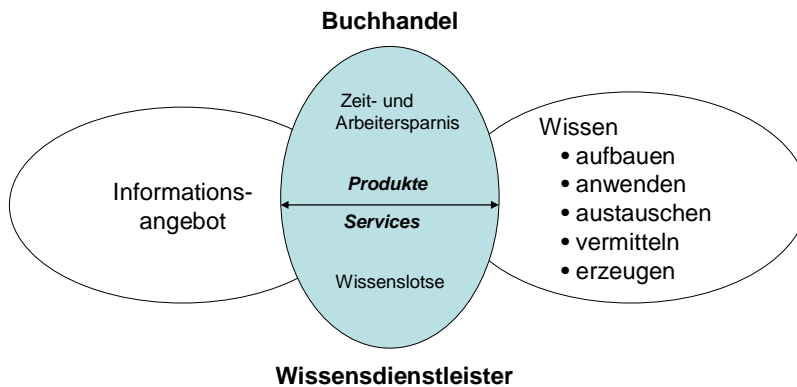 Buchhandel
Zeit- und
Arbeitersparnis
Informations-
angebot
Produkte
Services
Wissenslotse
Wissen
• aufbauen
• anwenden
• austauschen
• vermitteln
• erzeugen
Wissensdienstleister